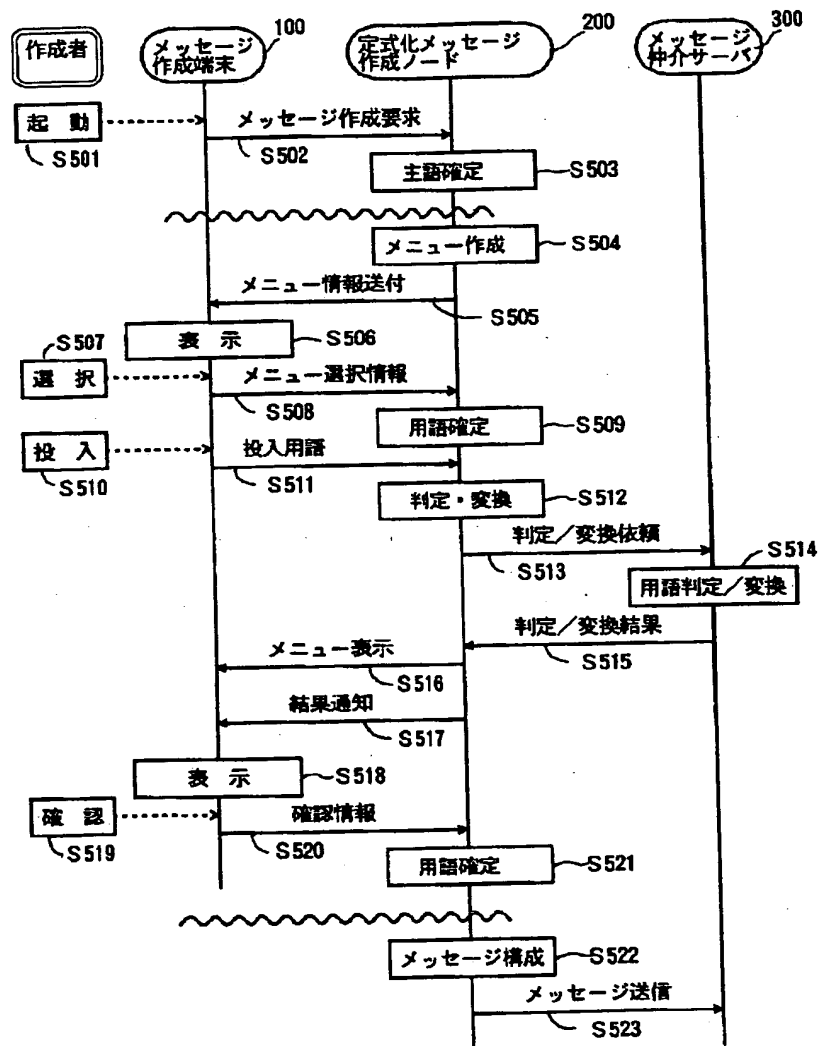 作成者
メッセージ
作成端末
100
定式化メッセージ
作成ノード
200
メッセージ
仲介サーバ
300
起 動
S501
メッセージ作成要求
S502
主語確定
S503
メニュー作成
S504
メニュー情報送付
S505
表 示
S506
S507
選 択
メニュー選択情報
S508
用語確定
S509
投 入
S510
投入用語
S511
判定・変換
S512
判定／変換依頼
S513
S514
用語判定／変換
判定／変換結果
S515
メニュー表示
S516
結果通知
S517
表 示
S518
確 認
S519
確認情報
S520
用語確定
S521
メッセージ構成
S522
メッセージ送信
S523